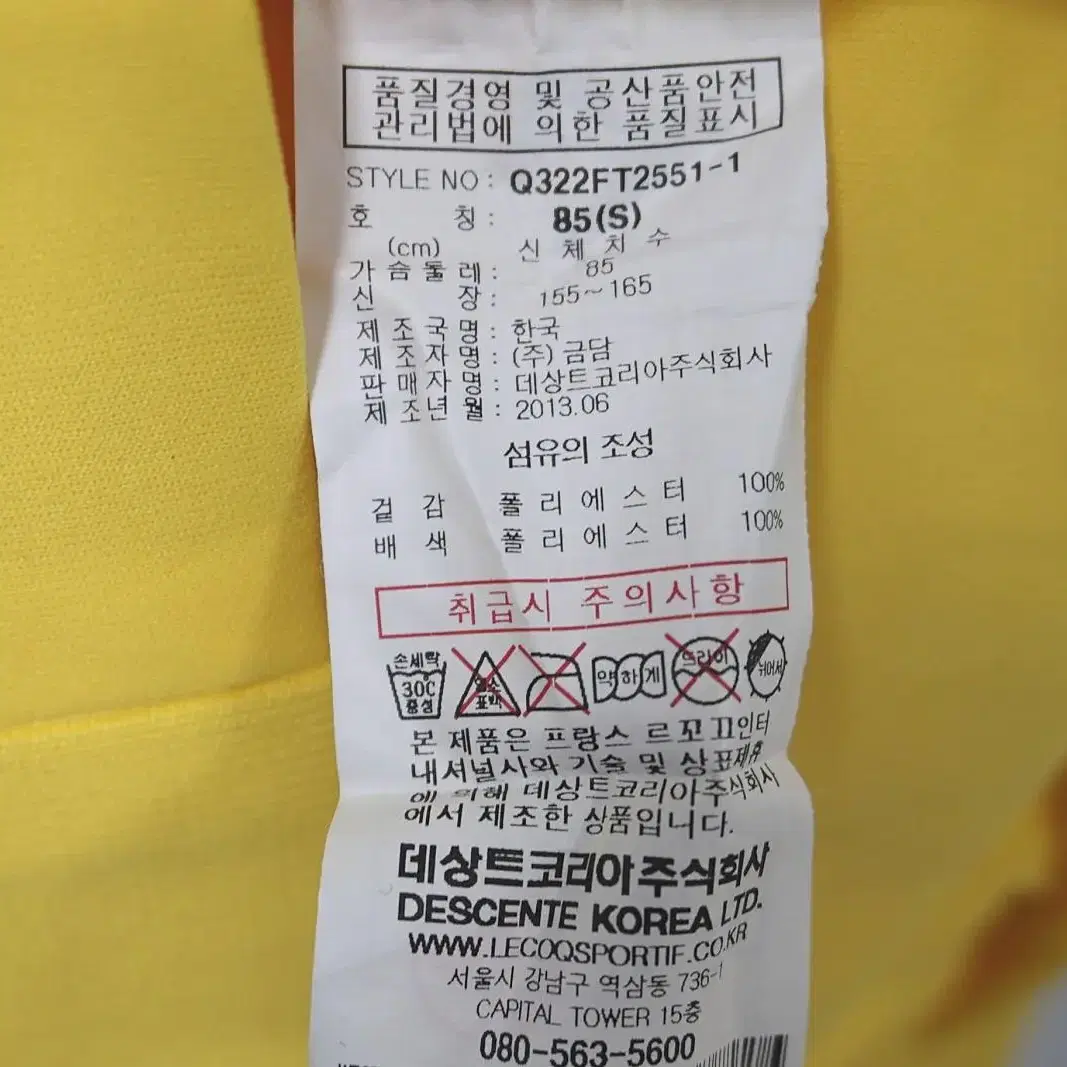 품질경영 및 공산품안전
관리법에 의한 품질표시
STYLE NO : Q322FT2551-1
호 칭 : 85(S)
(cm) 신 체 치 수
가 슴 둘 레 : 85
신 장 : 155~165
제 조 국 명 : 한국
제 조 자 명 : (주) 금담
판 매 자 명 : 데상트코리아주식회사
제 조 년 월 : 2013.06
섬유의 조성
겉 감 폴 리 에 스 터 100%
배 색 폴 리 에 스 터 100%
취급시 주의사항
손세탁 30℃ 중성 표백 약하게 드라이 뉘어서
본 제품은 프랑스 르꼬끄인터
내셔널사와 기술 및 상표제휴
에 의해 데상트코리아주식회사
에서 제조한 상품입니다.
데상트코리아주식회사
DESCENTE KOREA LTD.
WWW.LECOQSPORTIF.CO.KR
서울시 강남구 역삼동 736-1
CAPITAL TOWER 15층
080-563-5600